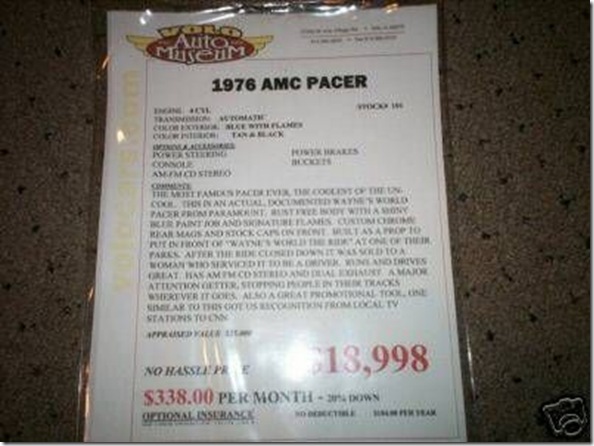 VOLO
Auto
MUSEUM
1976 AMC PACER
ENGINE: 6 CYL
STOCK# 101
TRANSMISSION: AUTOMATIC
COLOR EXTERIOR: BLUE WITH FLAMES
COLOR INTERIOR: TAN & BLACK
OPTIONS & ACCESSORIES:
POWER STEERING
POWER BRAKES
CONSOLE
BUCKETS
AM/FM CD STEREO
COMMENTS:
THE MOST FAMOUS PACER EVER, THE COOLEST OF THE UN-
COOL. THIS IS AN ACTUAL, DOCUMENTED WAYNE'S WORLD
PACER FROM PARAMOUNT. RUST FREE BODY WITH A SHINY
BLUE PAINT JOB AND SIGNATURE FLAMES. CUSTOM CHROME
REAR MAGS AND STOCK CAPS ON FRONT. BUILT AS A PROP TO
PUT IN FRONT OF "WAYNE'S WORLD THE RIDE" AT ONE OF THEIR
PARKS. AFTER THE RIDE CLOSED DOWN IT WAS SOLD TO A
WOMAN WHO SERVICED IT TO BE A DRIVER. RUNS AND DRIVES
GREAT. HAS AM FM CD STEREO AND DUAL EXHAUST. A MAJOR
ATTENTION GETTER, STOPPING PEOPLE IN THEIR TRACKS
WHEREVER IT GOES. ALSO A GREAT PROMOTIONAL TOOL, ONE
SIMILAR TO THIS GOT US RECOGNITION FROM LOCAL TV
STATIONS TO CNN.
APPRAISED VALUE
NO HASSLE PRICE
$18,998
$338.00 PER MONTH - 20% DOWN
OPTIONAL INSURANCE
NO DEDUCTIBLE
PER YEAR
volocars.com